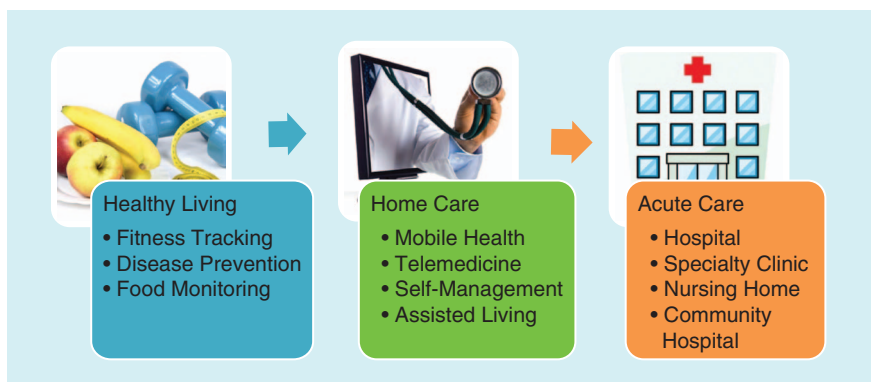 Healthy Living
• Fitness Tracking
• Disease Prevention
• Food Monitoring
Home Care
• Mobile Health
• Telemedicine
• Self-Management
• Assisted Living
Acute Care
• Hospital
• Specialty Clinic
• Nursing Home
• Community
Hospital